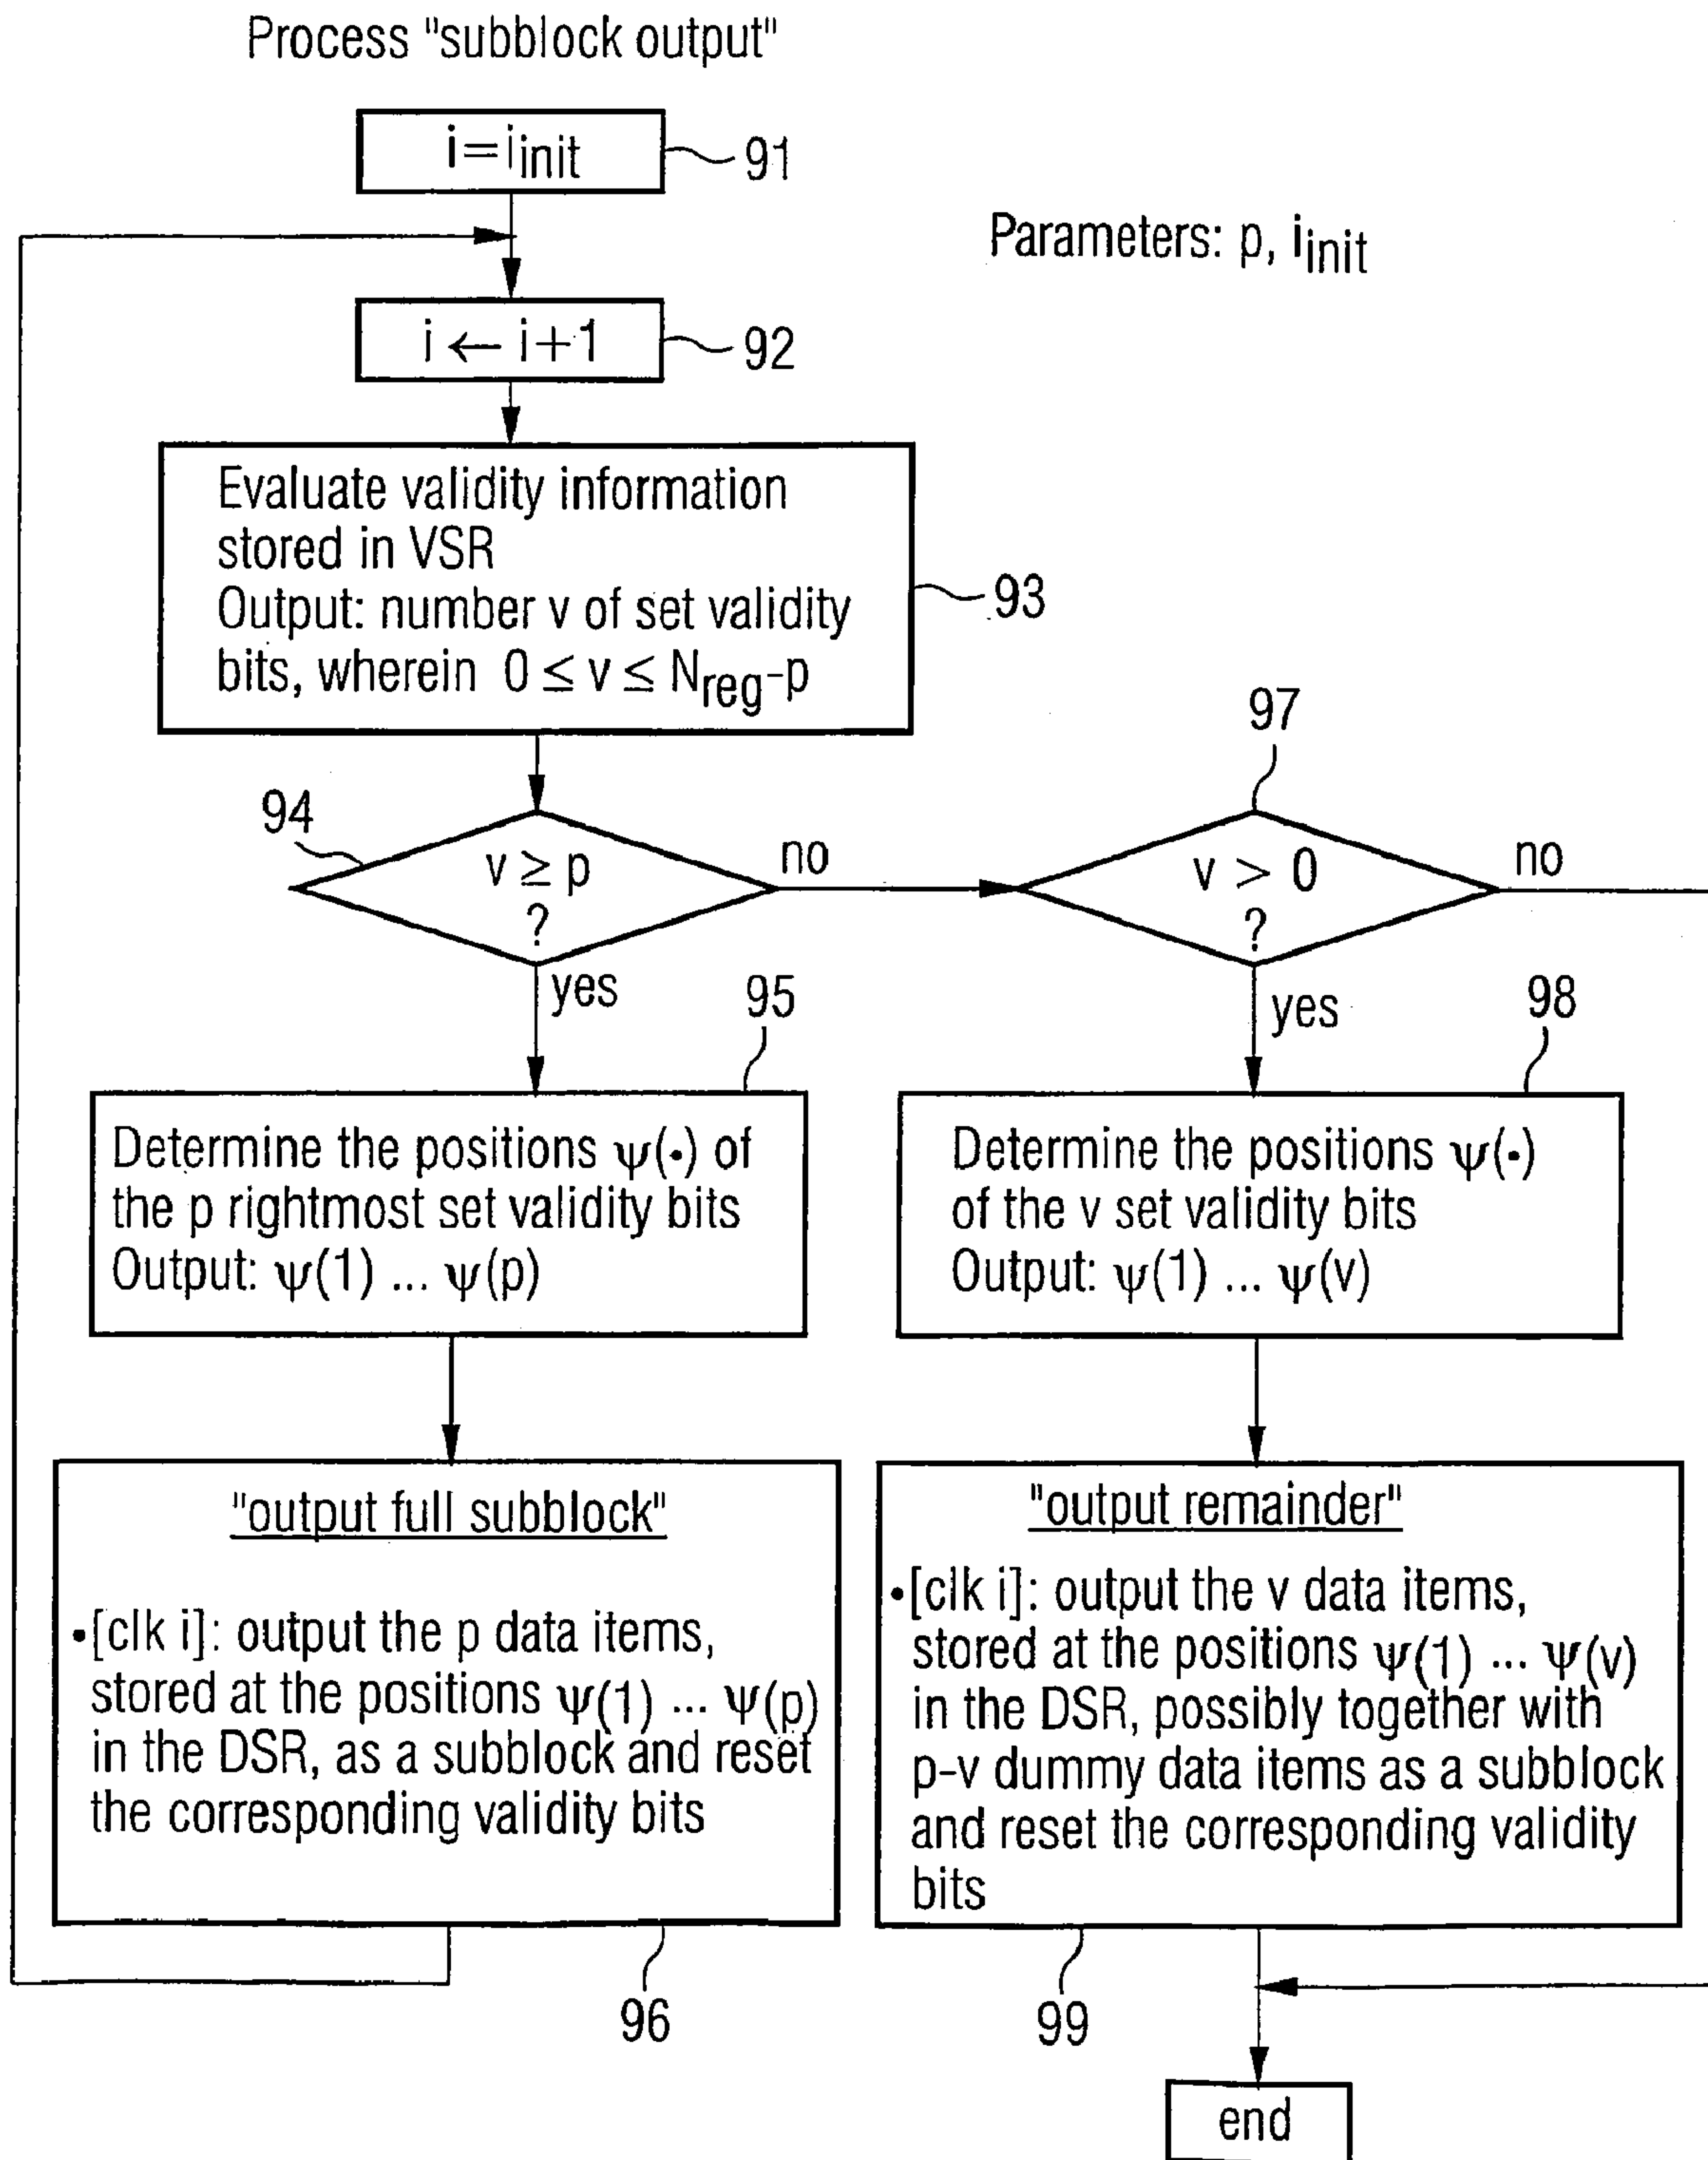 Process "subblock output"
i=i_init
91
Parameters: p, i_init
i ← i+1
92
Evaluate validity information
stored in VSR
Output: number v of set validity
bits, wherein 0 ≤ v ≤ N_reg-p
93
94
v ≥ p
?
no
yes
97
v > 0
?
no
yes
95
Determine the positions ψ(•) of
the p rightmost set validity bits
Output: ψ(1) ... ψ(p)
98
Determine the positions ψ(•)
of the v set validity bits
Output: ψ(1) ... ψ(v)
"output full subblock"
•[clk i]: output the p data items,
stored at the positions ψ(1) ... ψ(p)
in the DSR, as a subblock and reset
the corresponding validity bits
96
"output remainder"
•[clk i]: output the v data items,
stored at the positions ψ(1) ... ψ(v)
in the DSR, possibly together with
p-v dummy data items as a subblock
and reset the corresponding validity
bits
99
end